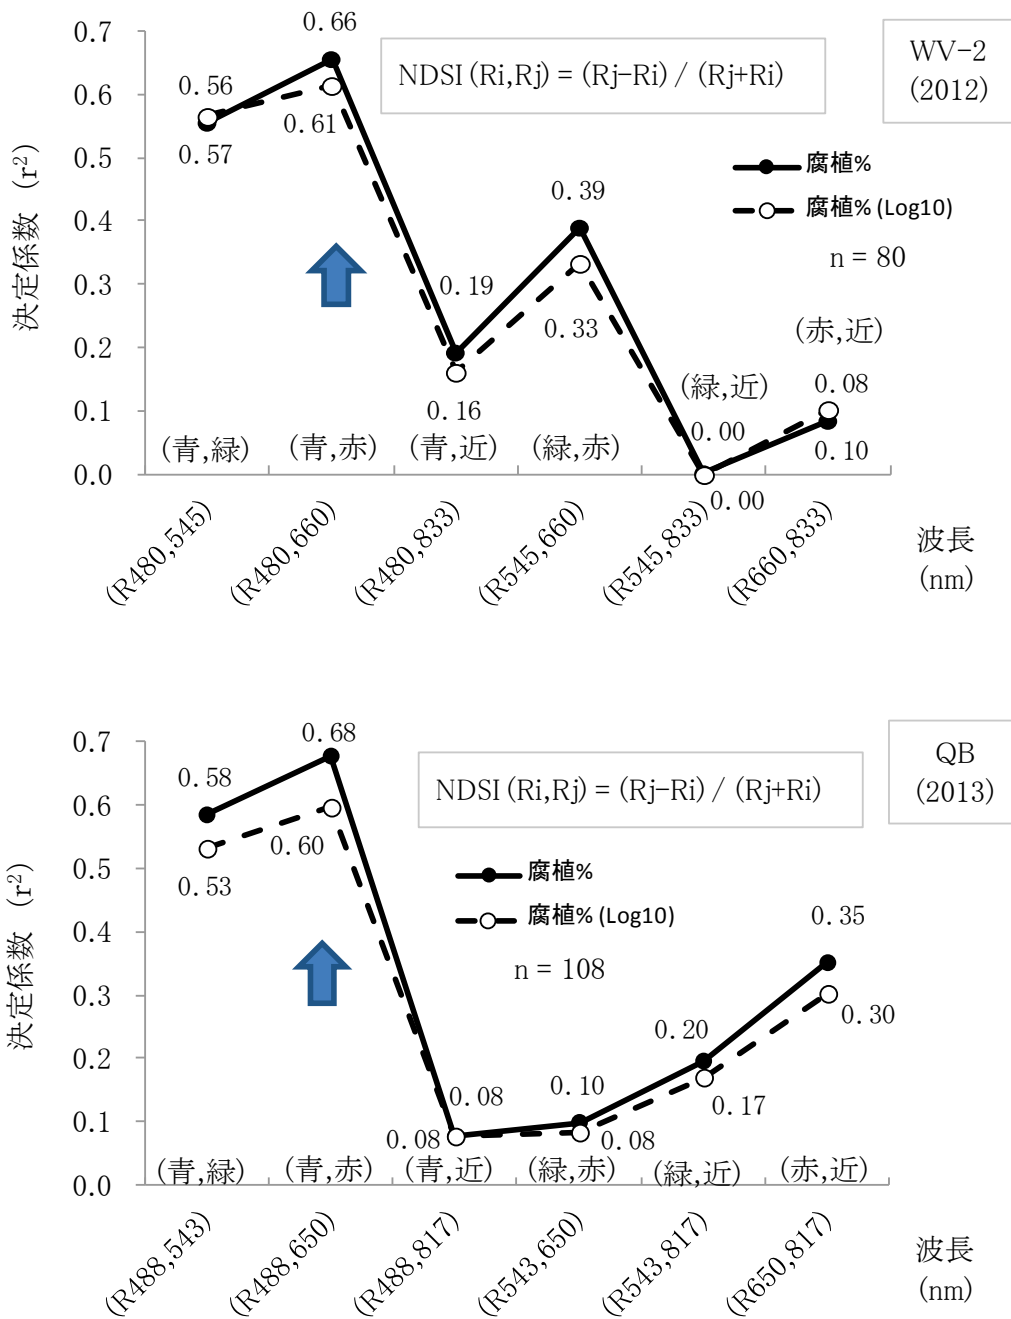 0.7
0.6
0.5
0.4
0.3
0.2
0.1
0.0
決定係数 (r²)
0.66
0.56
0.61
0.57
NDSI(Ri,Rj) = (Rj-Ri) / (Rj+Ri)
WV-2
(2012)
腐植%
腐植% (Log10)
n = 80
0.39
0.19
0.33
0.16
(赤,近)
(緑,近)
0.08
0.00
0.10
0.00
(青,緑)
(青,赤)
(青,近)
(緑,赤)
(R480,545)
(R480,660)
(R480,833)
(R545,660)
(R545,833)
(R660,833)
波長
(nm)
0.7
0.6
0.5
0.4
0.3
0.2
0.1
0.0
決定係数 (r²)
0.68
0.58
0.60
0.53
NDSI(Ri,Rj) = (Rj-Ri) / (Rj+Ri)
QB
(2013)
腐植%
腐植% (Log10)
n = 108
0.35
0.30
0.20
0.17
0.08
0.10
0.08
0.08
(青,緑)
(青,赤)
(青,近)
(緑,赤)
(緑,近)
(赤,近)
(R488,543)
(R488,650)
(R488,817)
(R543,650)
(R543,817)
(R650,817)
波長
(nm)